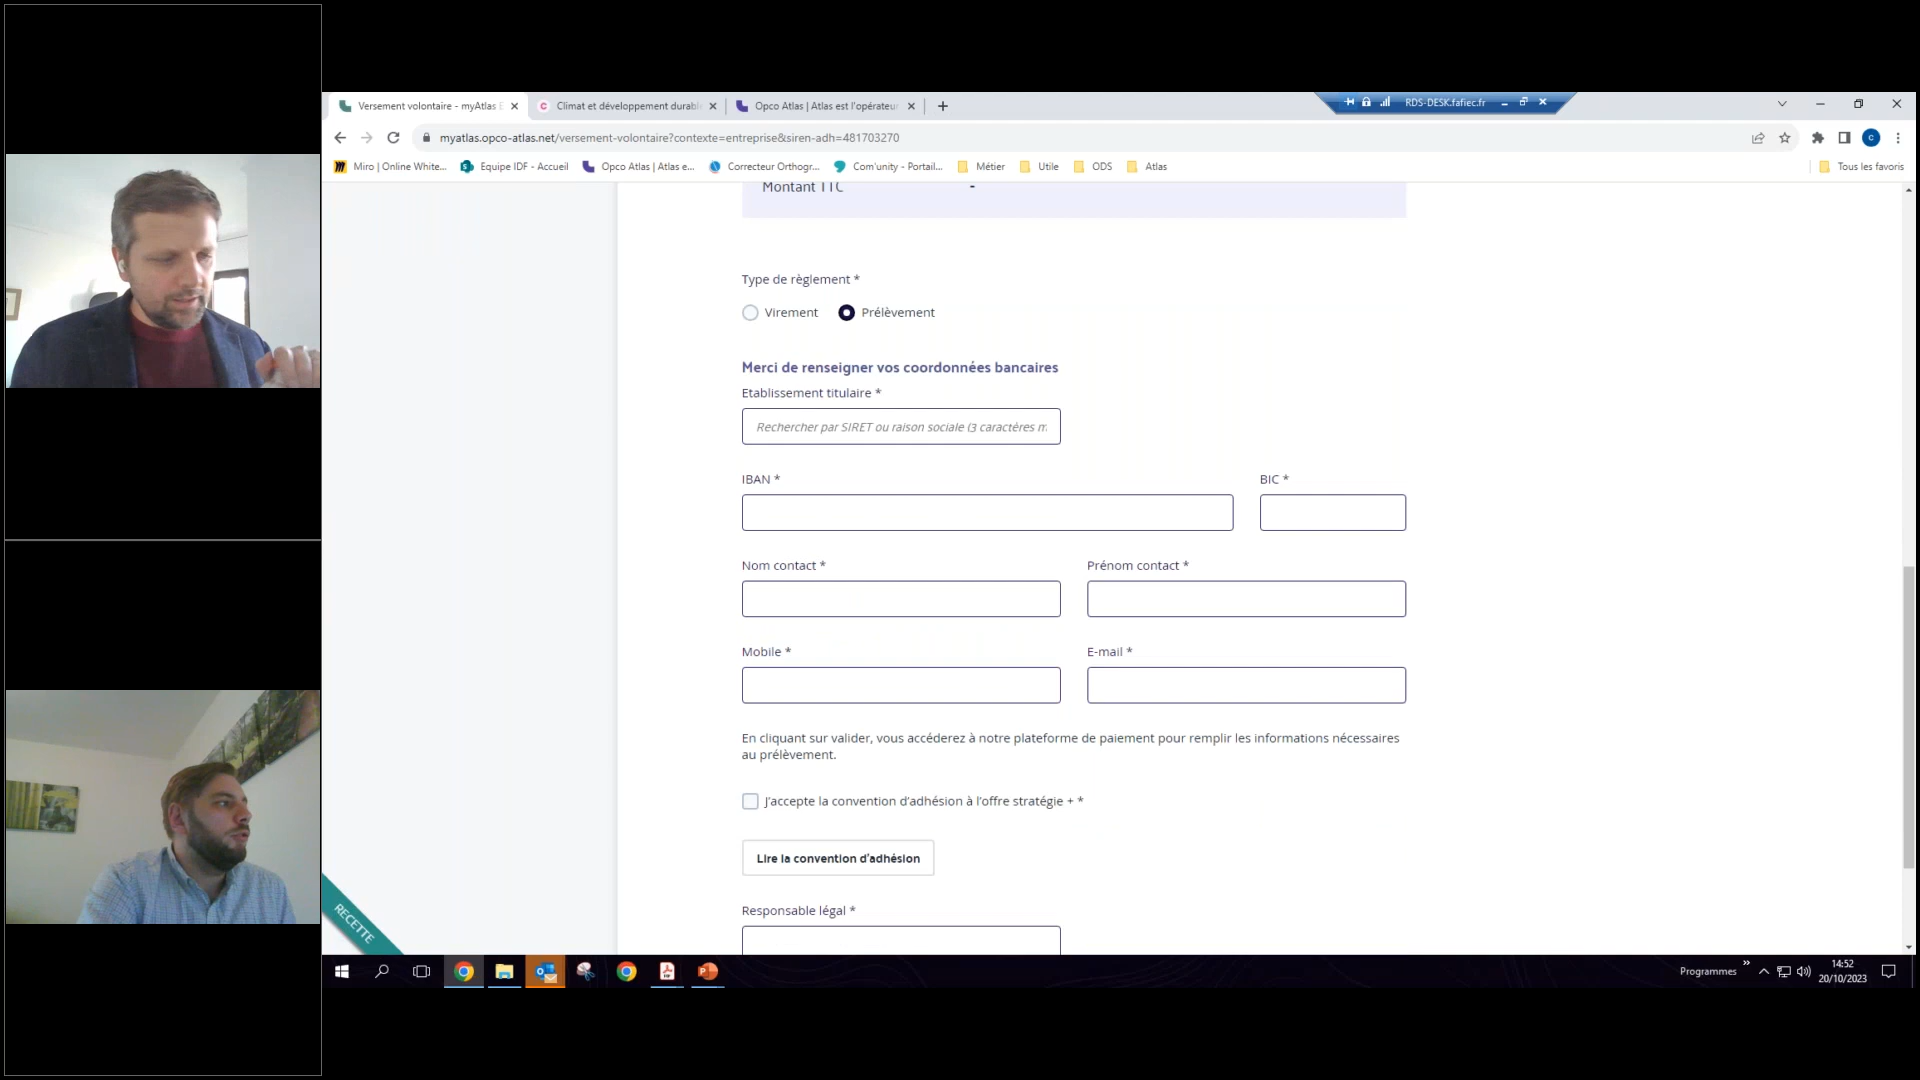 Versement volontaire - myAtlas E
Climat et développement durabl
Opco Atlas | Atlas est l'opérateur
RDS-DESK.fafiec.fr
myatlas.opco-atlas.net/versement-volontaire?contexte=entreprise&siren-adh=481703270
Miro | Online White...
Equipe IDF - Accueil
Opco Atlas | Atlas e...
Correcteur Orthogr...
Com'unity - Portail...
Métier
Utile
ODS
Atlas
Tous les favoris
Montant TTC -
Type de règlement *
Virement Prélèvement
Merci de renseigner vos coordonnées bancaires
Etablissement titulaire *
Rechercher par SIRET ou raison sociale (3 caractères m
IBAN * BIC *
Nom contact * Prénom contact *
Mobile * E-mail *
En cliquant sur valider, vous accéderez à notre plateforme de paiement pour remplir les informations nécessaires
au prélèvement.
J'accepte la convention d'adhésion à l'offre stratégie + *
Lire la convention d'adhésion
Responsable légal *
RECETTE
Programmes
14:52
20/10/2023